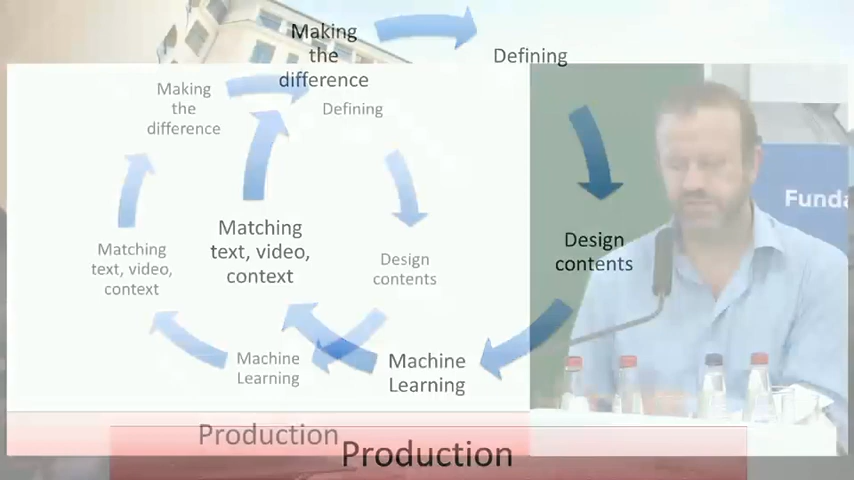 Making
the
difference
Defining
Making
the
difference
Defining
Matching
text, video,
context
Matching
text, video,
context
Design
contents
Design
contents
Machine
Learning
Machine
Learning
Production
Production